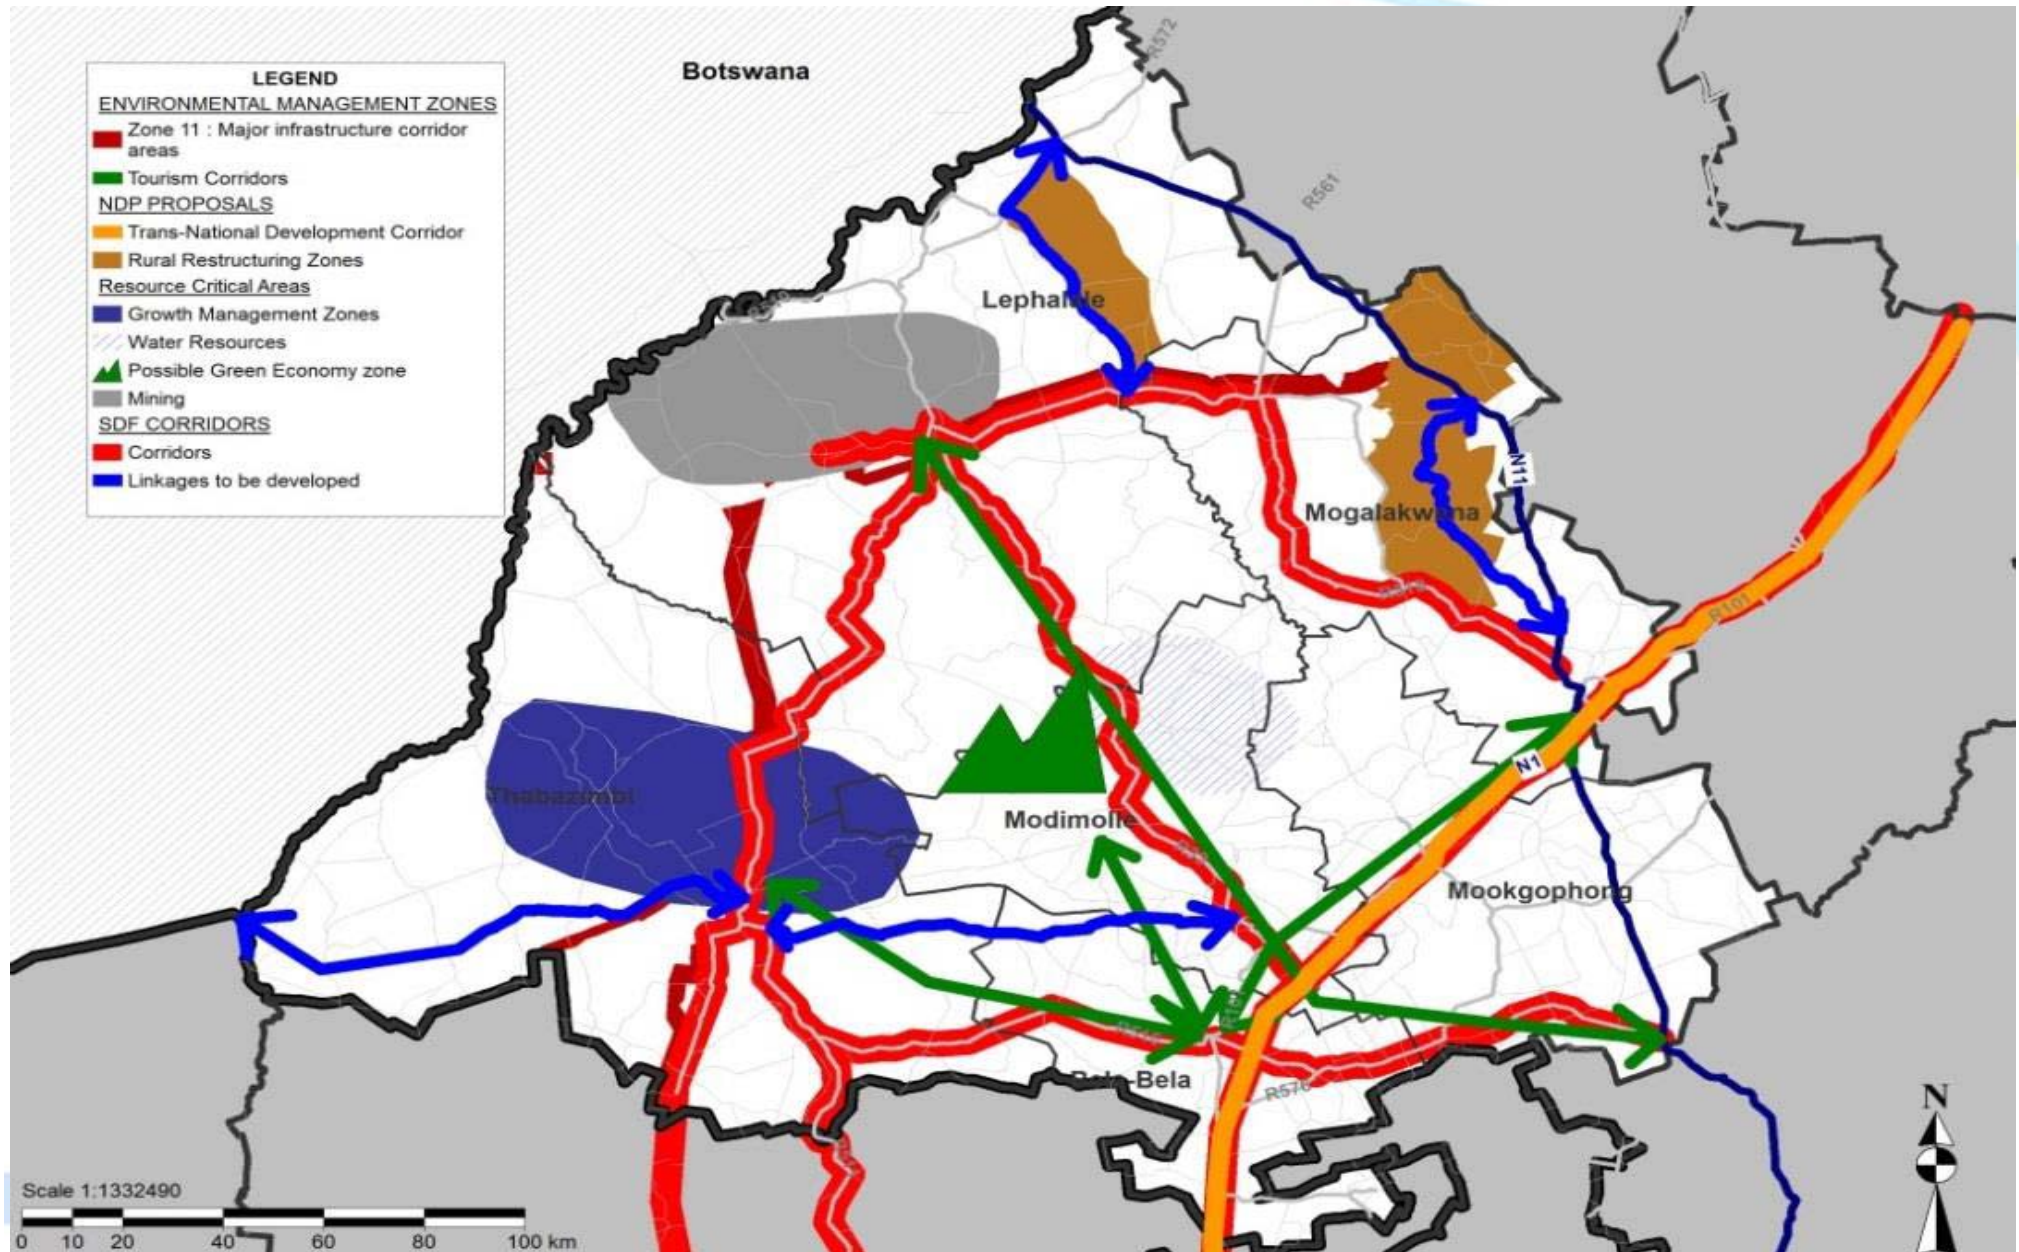 LEGEND
ENVIRONMENTAL MANAGEMENT ZONES
Zone 11 : Major infrastructure corridor
areas
Tourism Corridors
NDP PROPOSALS
Trans-National Development Corridor
Rural Restructuring Zones
Resource Critical Areas
Growth Management Zones
Water Resources
Possible Green Economy zone
Mining
SDF CORRIDORS
Corridors
Linkages to be developed
Botswana
R572
R561
Lephalale
N11
Mogalakwena
R518
R101
N1
Thabazimbi
Modimolle
Mookgophong
R516
Bela-Bela
R576
N
Scale 1:1332490
0 10 20 40 60 80 100 km